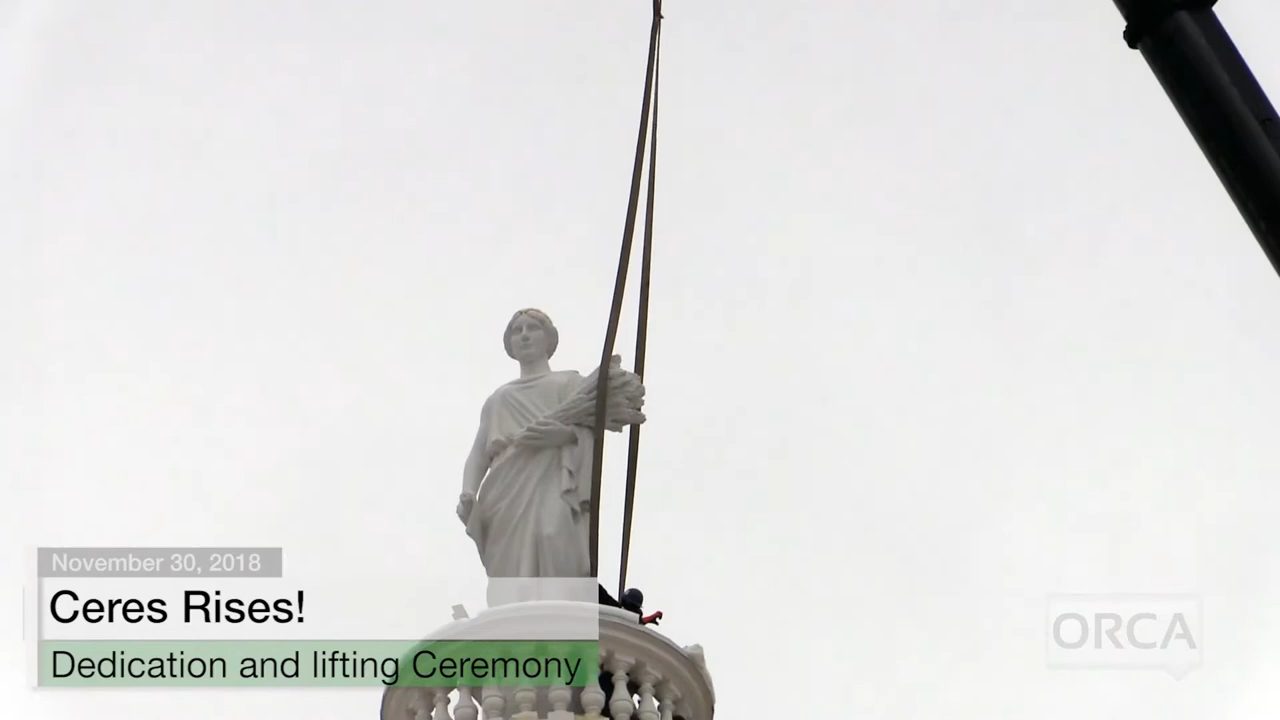 November 30, 2018
Ceres Rises!
Dedication and lifting Ceremony
ORCA